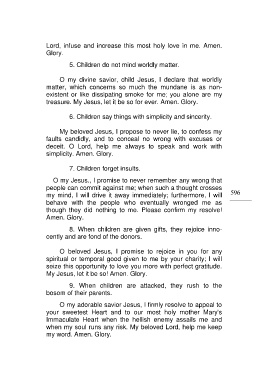 Lord, infuse and increase this most holy love in me. Amen.
Glory.
5. Children do not mind worldly matter.
O my divine savior, child Jesus, I declare that worldly
matter, which concerns so much the mundane is as non-
existent or like dissipating smoke for me; you alone are my
treasure. My Jesus, let it be so for ever. Amen. Glory.
6. Children say things with simplicity and sincerity.
My beloved Jesus, I propose to never lie, to confess my
faults candidly, and to conceal no wrong with excuses or
deceit. O Lord, help me always to speak and work with
simplicity. Amen. Glory.
7. Children forget insults.
O my Jesus., I promise to never remember any wrong that
people can commit against me; when such a thought crosses
my mind, I will drive it away immediately; furthermore, I will
behave with the people who eventually wronged me as
though they did nothing to me. Please confirm my resolve!
Amen. Glory.
596
8. When children are given gifts, they rejoice inno-
cently and are fond of the donors.
O beloved Jesus, I promise to rejoice in you for any
spiritual or temporal good given to me by your charity; I will
seize this opportunity to love you more with perfect gratitude.
My Jesus, let it be so! Amen. Glory.
9. When children are attacked, they rush to the
bosom of their parents.
O my adorable savior Jesus, I firmly resolve to appeal to
your sweetest Heart and to our most holy mother Mary's
Immaculate Heart when the hellish enemy assails me and
when my soul runs any risk. My beloved Lord, help me keep
my word. Amen. Glory.